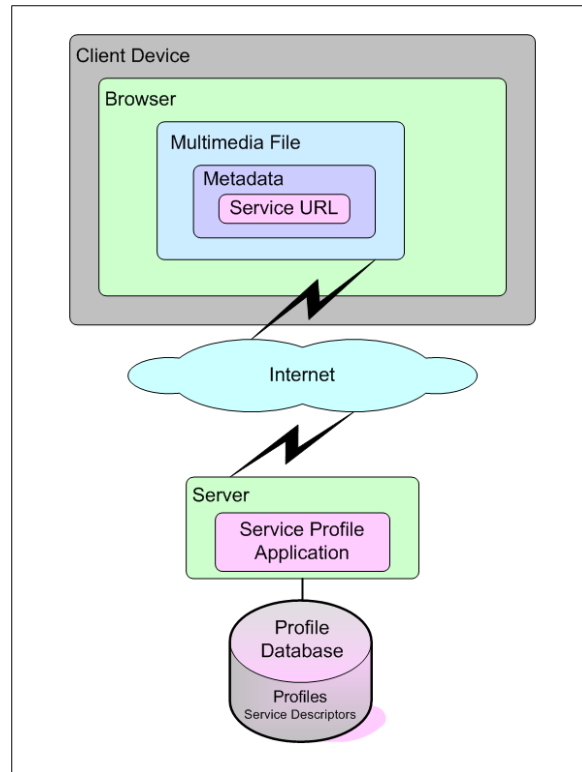 Client Device
Browser
Multimedia File
Metadata
Service URL
Internet
Server
Service Profile
Application
Profile
Database
Profiles
Service Descriptors